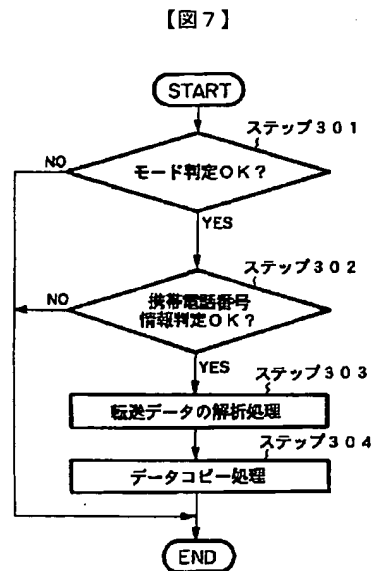 【図７】
START
ステップ３０１
NO
モード判定ＯＫ？
YES
ステップ３０２
NO
携帯電話番号
情報判定ＯＫ？
YES
ステップ３０３
転送データの解析処理
ステップ３０４
データコピー処理
END